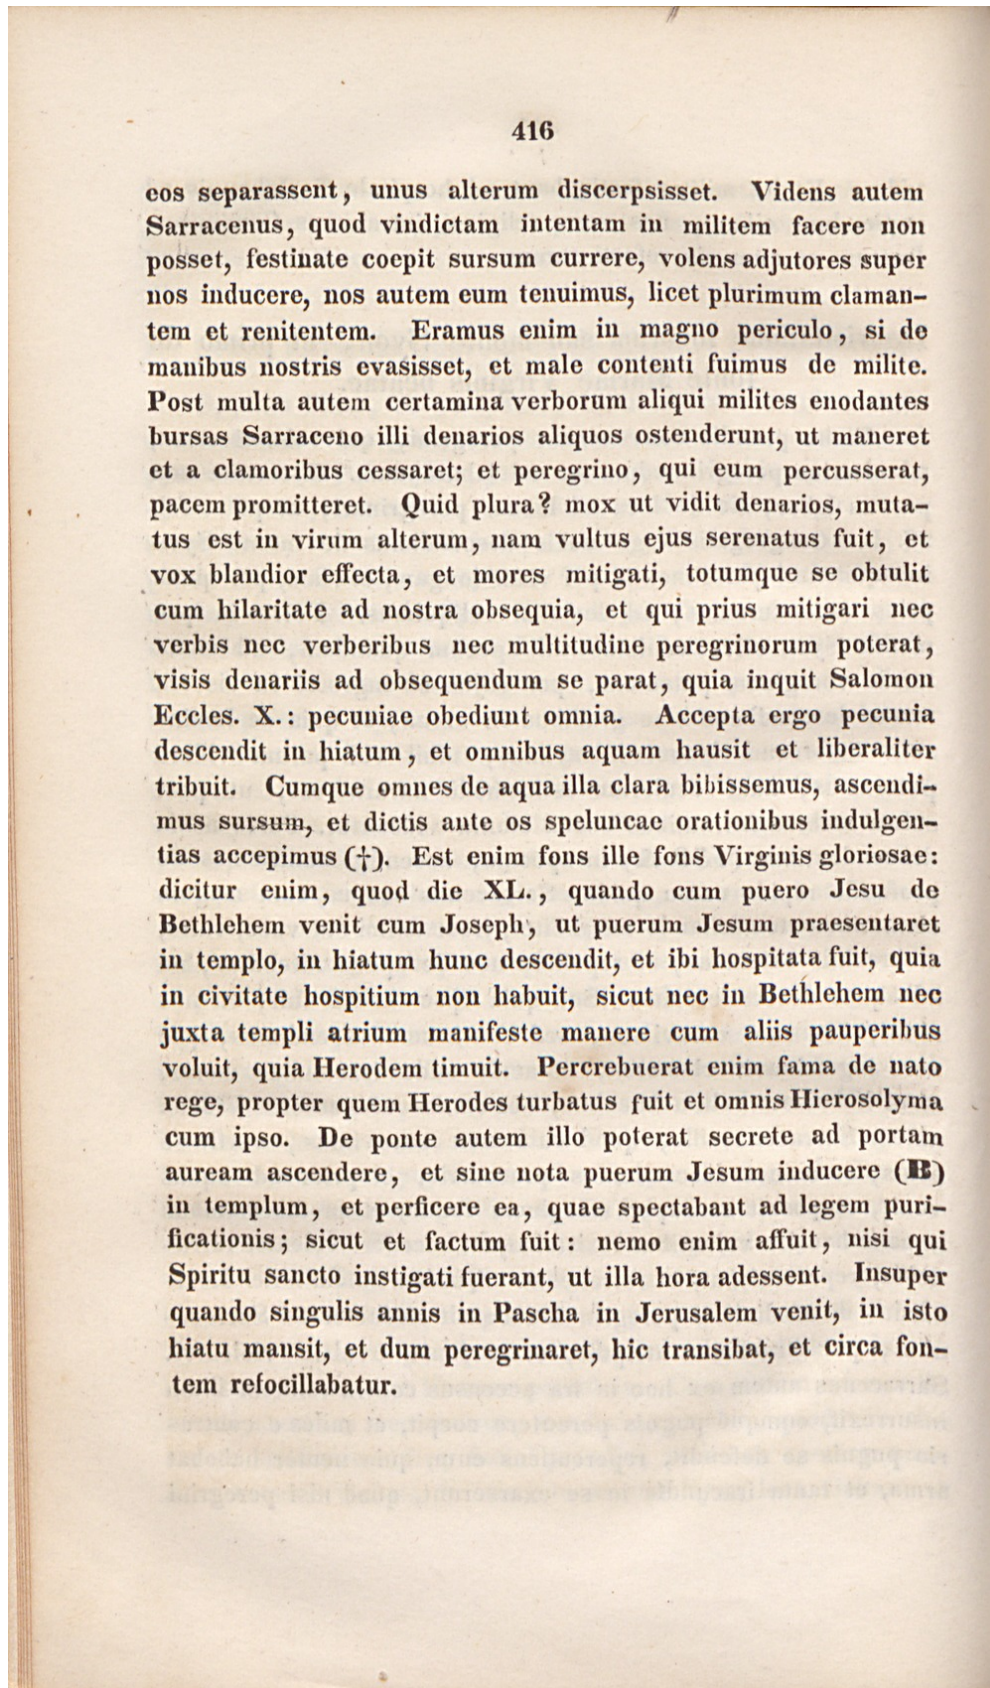 416
eos separassent, unus alterum discerpsisset. Videns autem
Sarracenus, quod vindictam intentam in militem facere non
posset, festinate coepit sursum currere, volens adjutores super
nos inducere, nos autem eum tenuimus, licet plurimum claman-
tem et renitentem. Eramus enim in magno periculo, si de
manibus nostris evasisset, et male contenti fuimus de milite.
Post multa autem certamina verborum aliqui milites enodantes
bursas Sarraceno illi denarios aliquos ostenderunt, ut maneret
et a clamoribus cessaret; et peregrino, qui eum percusserat,
pacem promitteret. Quid plura? mox ut vidit denarios, muta-
tus est in virum alterum, nam vultus ejus serenatus fuit, et
vox blandior effecta, et mores mitigati, totumque se obtulit
cum hilaritate ad nostra obsequia, et qui prius mitigari nec
verbis nec verberibus nec multitudine peregrinorum poterat,
visis denariis ad obsequendum se parat, quia inquit Salomon
Eccles. X.: pecuniae obediunt omnia. Accepta ergo pecunia
descendit in hiatum, et omnibus aquam hausit et liberaliter
tribuit. Cumque omnes de aqua illa clara bibissemus, ascendi-
mus sursum, et dictis ante os speluncae orationibus indulgen-
tias accepimus (†). Est enim fons ille fons Virginis gloriosae:
dicitur enim, quod die XL., quando cum puero Jesu de
Bethlehem venit cum Joseph, ut puerum Jesum praesentaret
in templo, in hiatum hunc descendit, et ibi hospitata fuit, quia
in civitate hospitium non habuit, sicut nec in Bethlehem nec
juxta templi atrium manifeste manere cum aliis pauperibus
voluit, quia Herodem timuit. Percrebuerat enim fama de nato
rege, propter quem Herodes turbatus fuit et omnis Hierosolyma
cum ipso. De ponte autem illo poterat secrete ad portam
auream ascendere, et sine nota puerum Jesum inducere (B)
in templum, et perficere ea, quae spectabant ad legem puri-
ficationis; sicut et factum fuit: nemo enim affuit, nisi qui
Spiritu sancto instigati fuerant, ut illa hora adessent. Insuper
quando singulis annis in Pascha in Jerusalem venit, in isto
hiatu mansit, et dum peregrinaret, hic transibat, et circa fon-
tem refocillabatur.